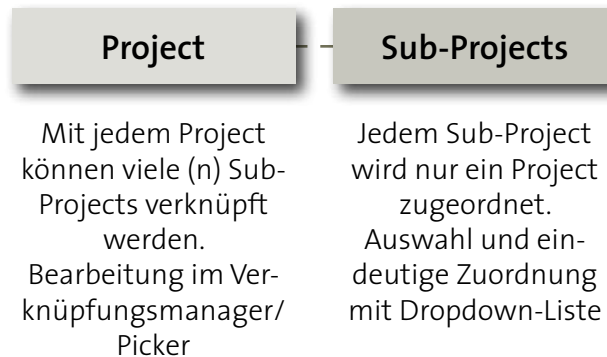 Project
Mit jedem Project
können viele (n) Sub-
Projects verknüpft
werden.
Bearbeitung im Ver-
knüpfungsmanager/
Picker
Sub-Projects
Jedem Sub-Project
wird nur ein Project
zugeordnet.
Auswahl und ein-
deutige Zuordnung
mit Dropdown-Liste